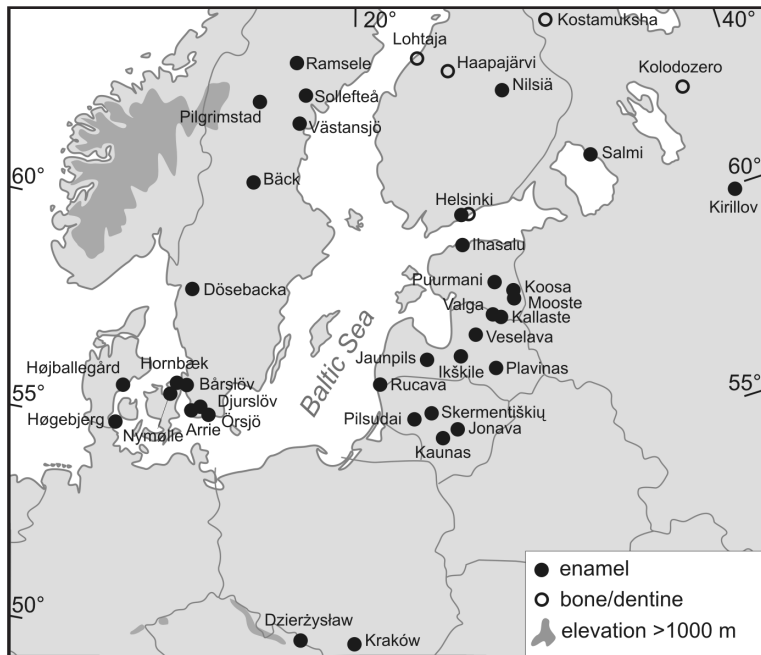 20°
40°
Kostamuksha
Lohtaja
Haapajärvi
Ramsele
Kolodozero
Nilsiä
Sollefteå
Pilgrimstad
Västansjö
Salmi
60°
60°
Bäck
Helsinki
Kirillov
Ihasalu
Puurmani
Koosa
Dösebacka
Mooste
Valga
Kallaste
Baltic Sea
Veselava
Hornbæk
Jaunpils
Højballegård
Ikškile
Plavinas
Bårslöv
Rucava
55°
55°
Djurslöv
Skermentiškių
Høgebjerg
Örsjö
Pilsudai
Nymølle
Arrie
Jonava
Kaunas
enamel
bone/dentine
50°
Dzierżysław
elevation >1000 m
Kraków